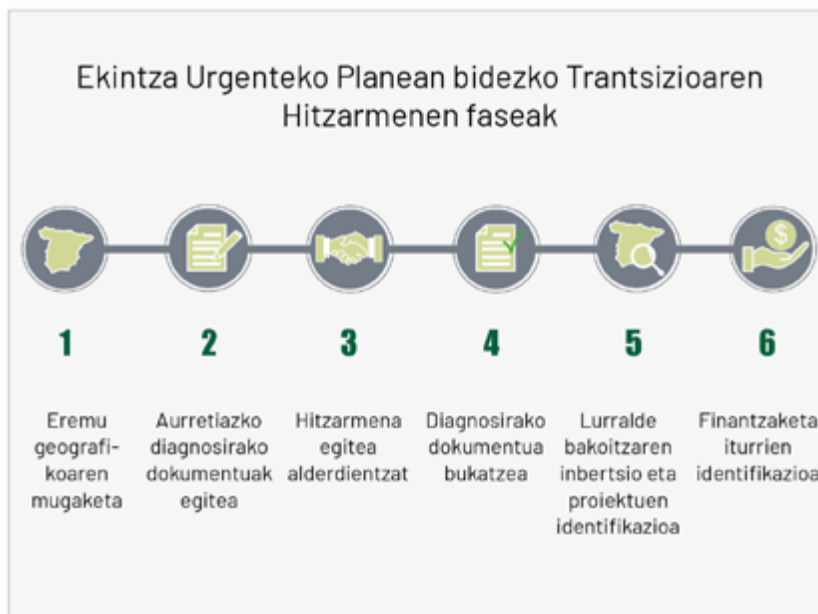 Ekintza Urgenteko Planean bidezko Trantsizioaren
Hitzarmenen faseak
$
1
2
3
4
5
6
Eremu
geografi-
koaren
mugaketa
Aurretiazko
diagnosirako
dokumentuak
egitea
Hitzarmena
egitea
alderdientzat
Diagnosirako
dokumentua
bukatzea
Lurralde
bakoitzaren
inbertsio eta
proiektuen
identifikazioa
Finantzaketa
iturrien
identifikazioa